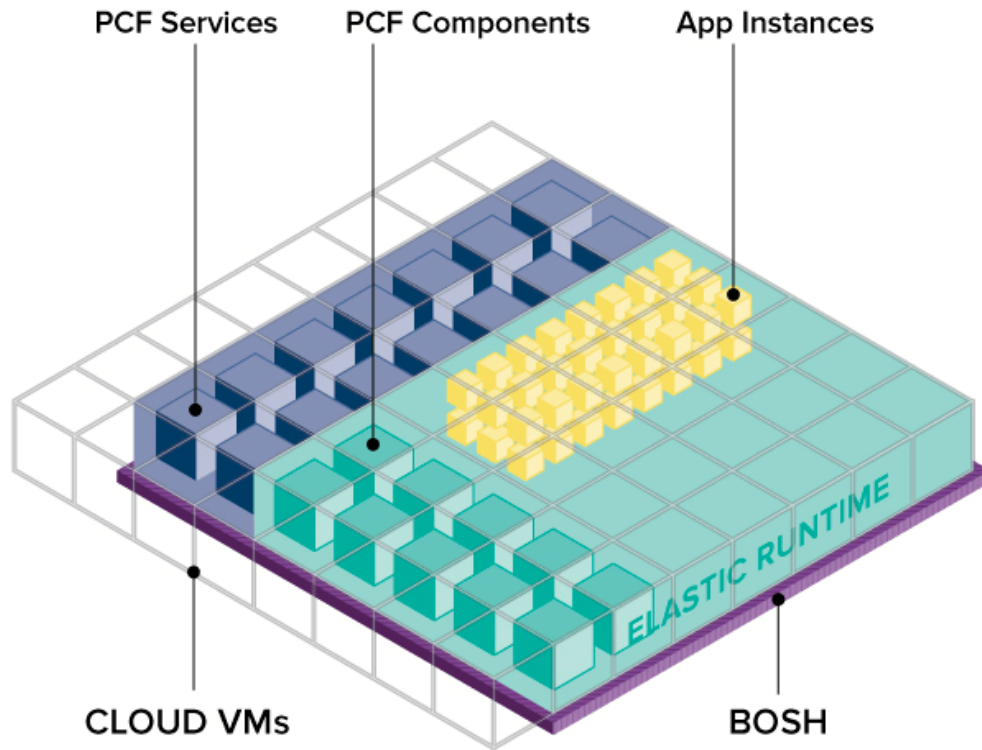 PCF Services
PCF Components
App Instances
ELASTIC RUNTIME
CLOUD VMs
BOSH